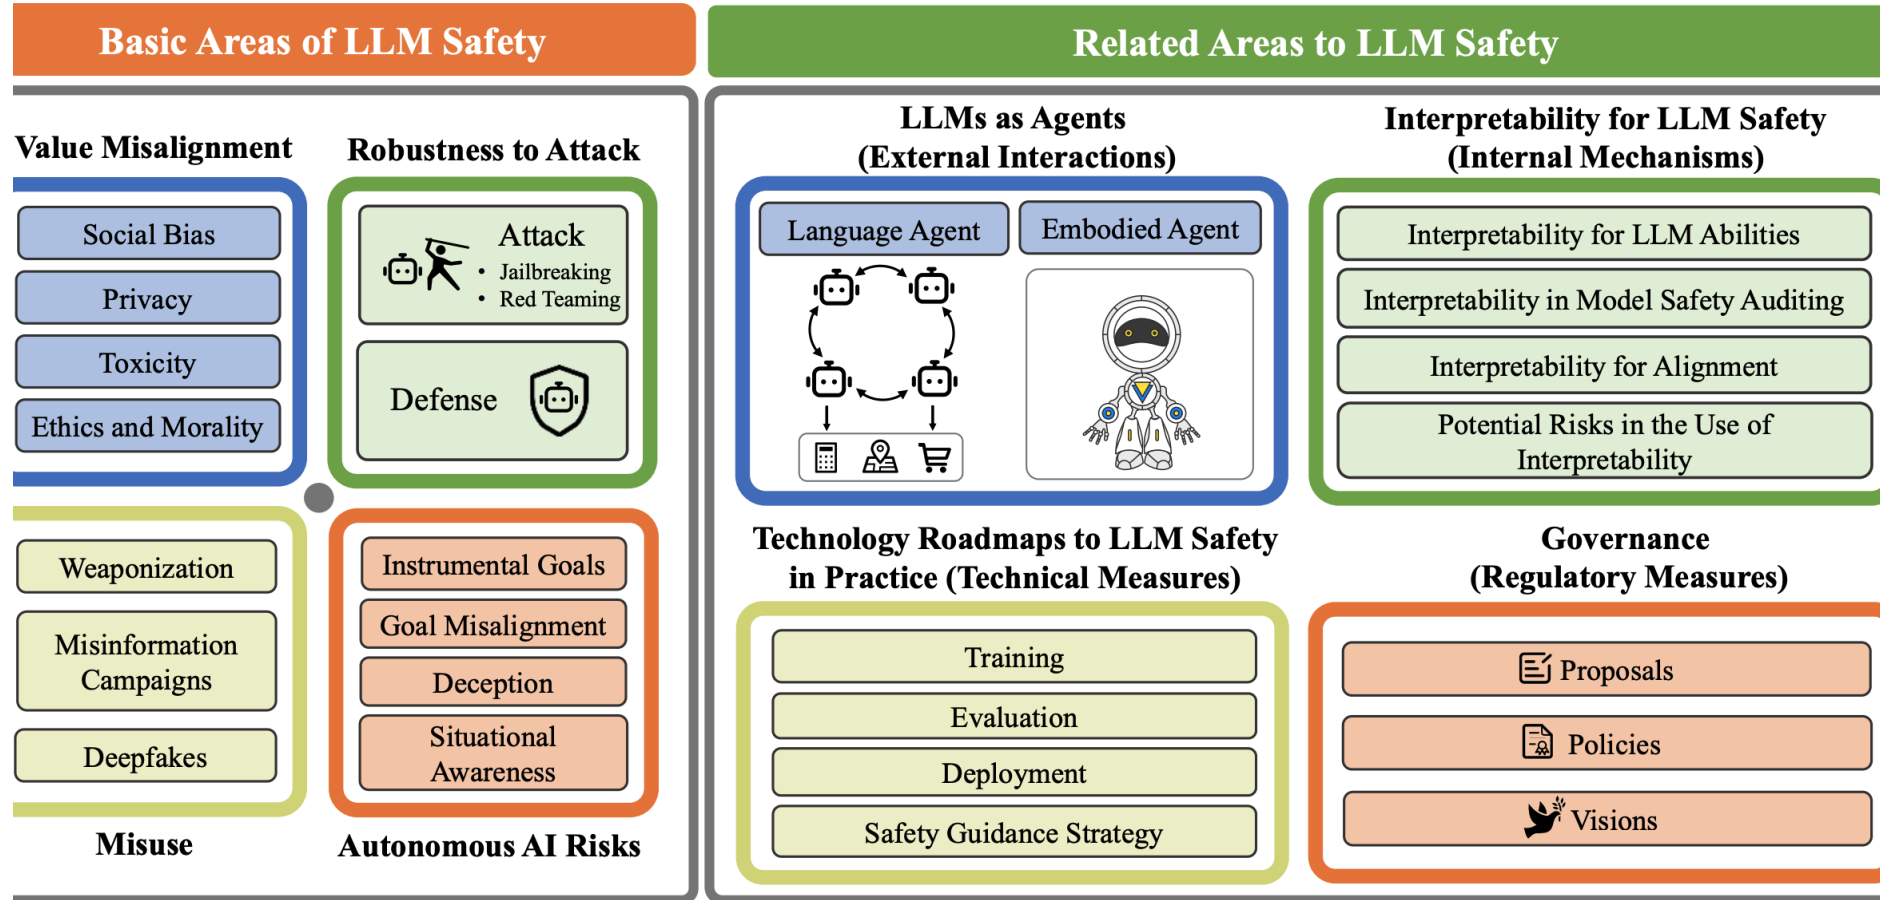 Basic Areas of LLM Safety
Value Misalignment
Social Bias
Privacy
Toxicity
Ethics and Morality
Robustness to Attack
Attack
• Jailbreaking
• Red Teaming
Defense
Weaponization
Misinformation
Campaigns
Deepfakes
Misuse
Instrumental Goals
Goal Misalignment
Deception
Situational
Awareness
Autonomous AI Risks
Related Areas to LLM Safety
LLMs as Agents
(External Interactions)
Language Agent
Embodied Agent
Interpretability for LLM Safety
(Internal Mechanisms)
Interpretability for LLM Abilities
Interpretability in Model Safety Auditing
Interpretability for Alignment
Potential Risks in the Use of
Interpretability
Technology Roadmaps to LLM Safety
in Practice (Technical Measures)
Training
Evaluation
Deployment
Safety Guidance Strategy
Governance
(Regulatory Measures)
Proposals
Policies
Visions